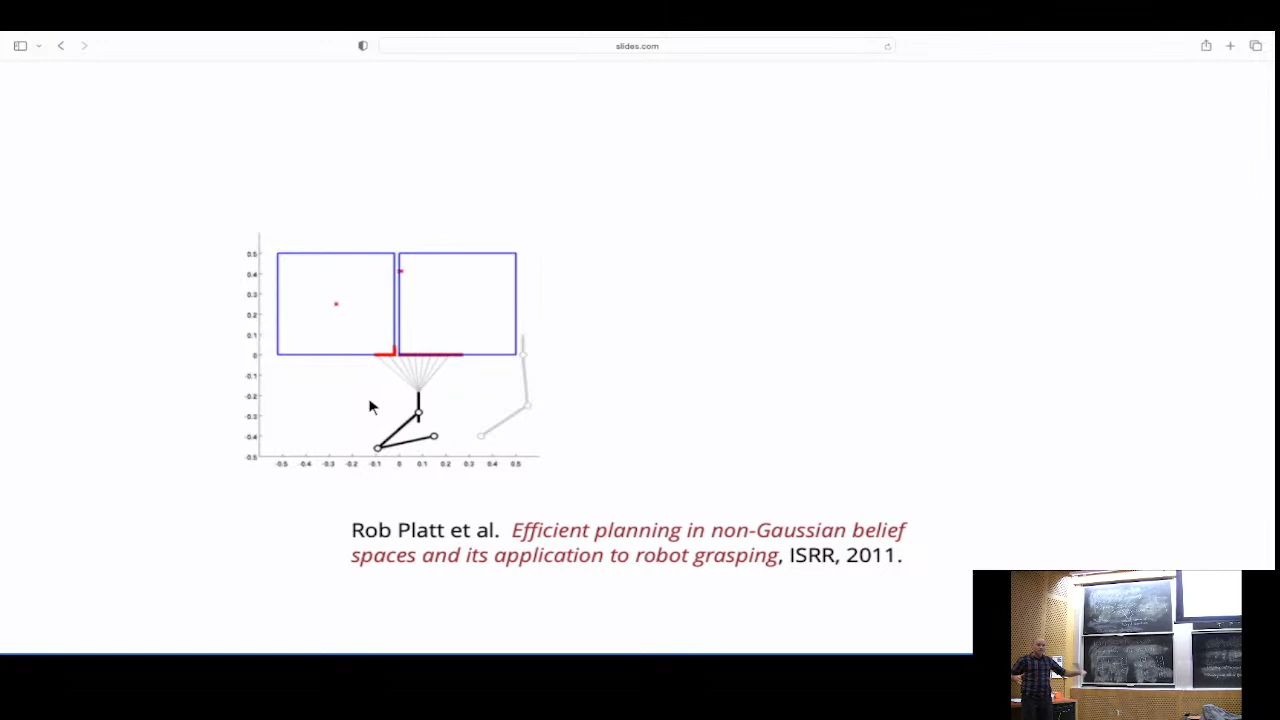 slides.com
0.5
0.4
0.3
0.2
0.1
0
-0.1
-0.2
-0.3
-0.4
-0.5
-0.5 -0.4 -0.3 -0.2 -0.1 0 0.1 0.2 0.3 0.4 0.5
Rob Platt et al. Efficient planning in non-Gaussian belief
spaces and its application to robot grasping, ISRR, 2011.